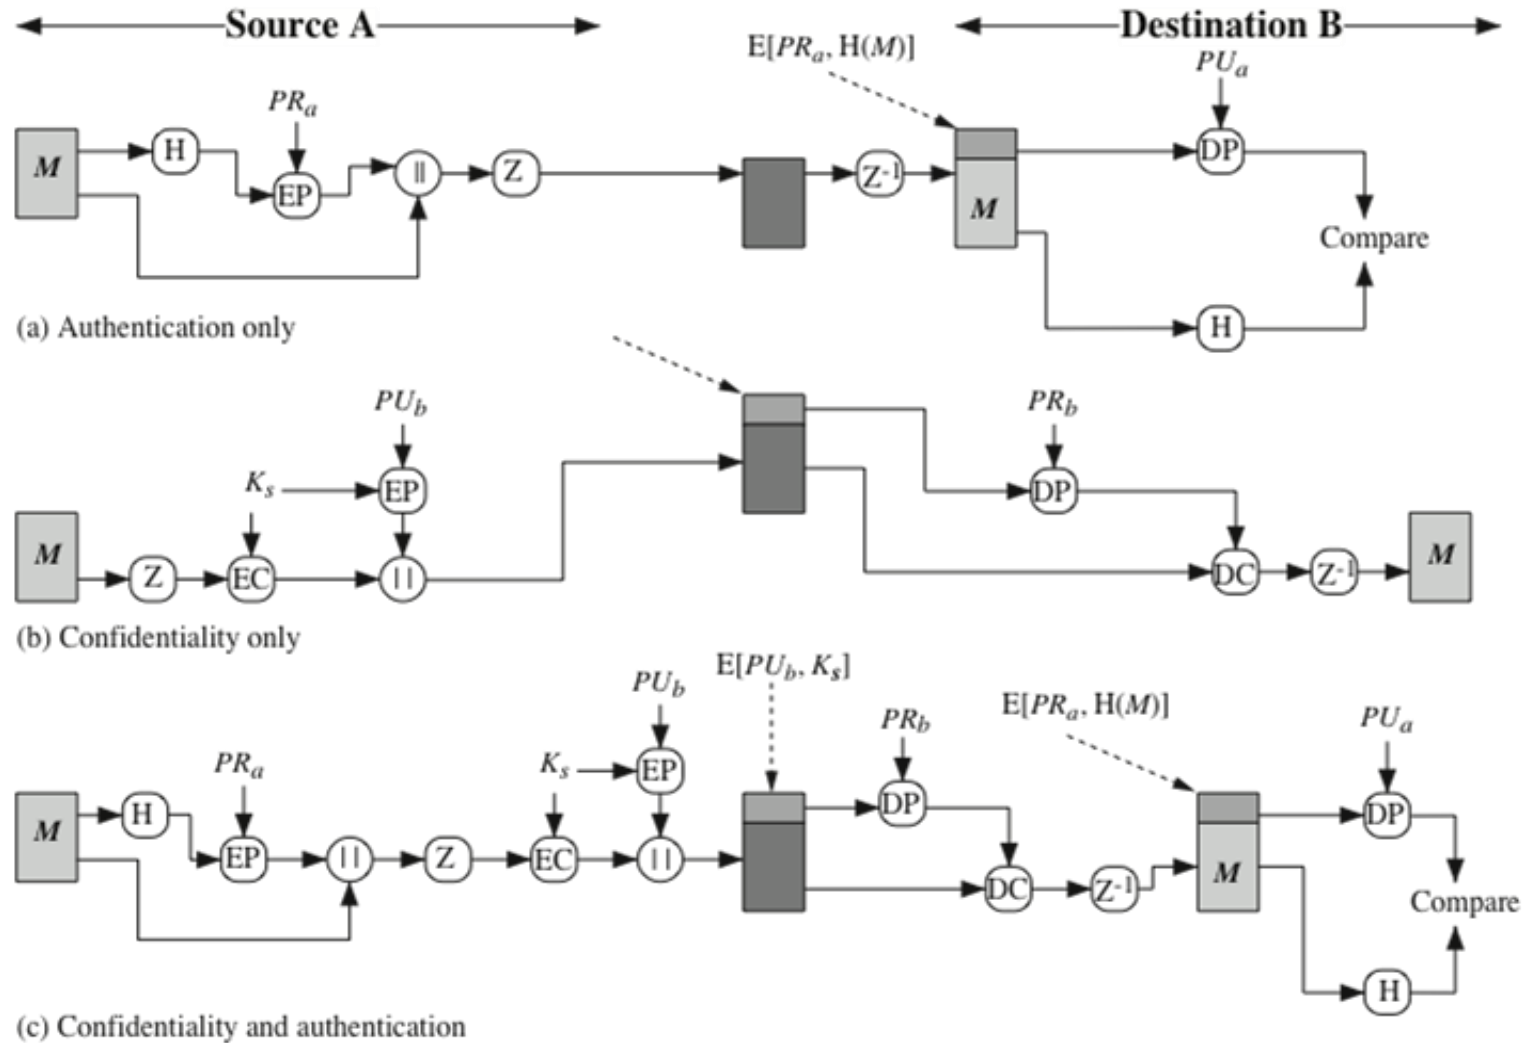 Source A
Destination B
E[PRa, H(M)]
PUa
PRa
M
H
EP
||
Z
Z-1
M
DP
Compare
H
(a) Authentication only
PUb
PRb
Ks
EP
DP
M
Z
EC
||
DC
Z-1
M
(b) Confidentiality only
PUb
E[PUb, Ks]
PRb
E[PRa, H(M)]
PUa
PRa
Ks
EP
DP
DP
M
H
EP
||
Z
EC
||
DC
Z-1
M
Compare
H
(c) Confidentiality and authentication